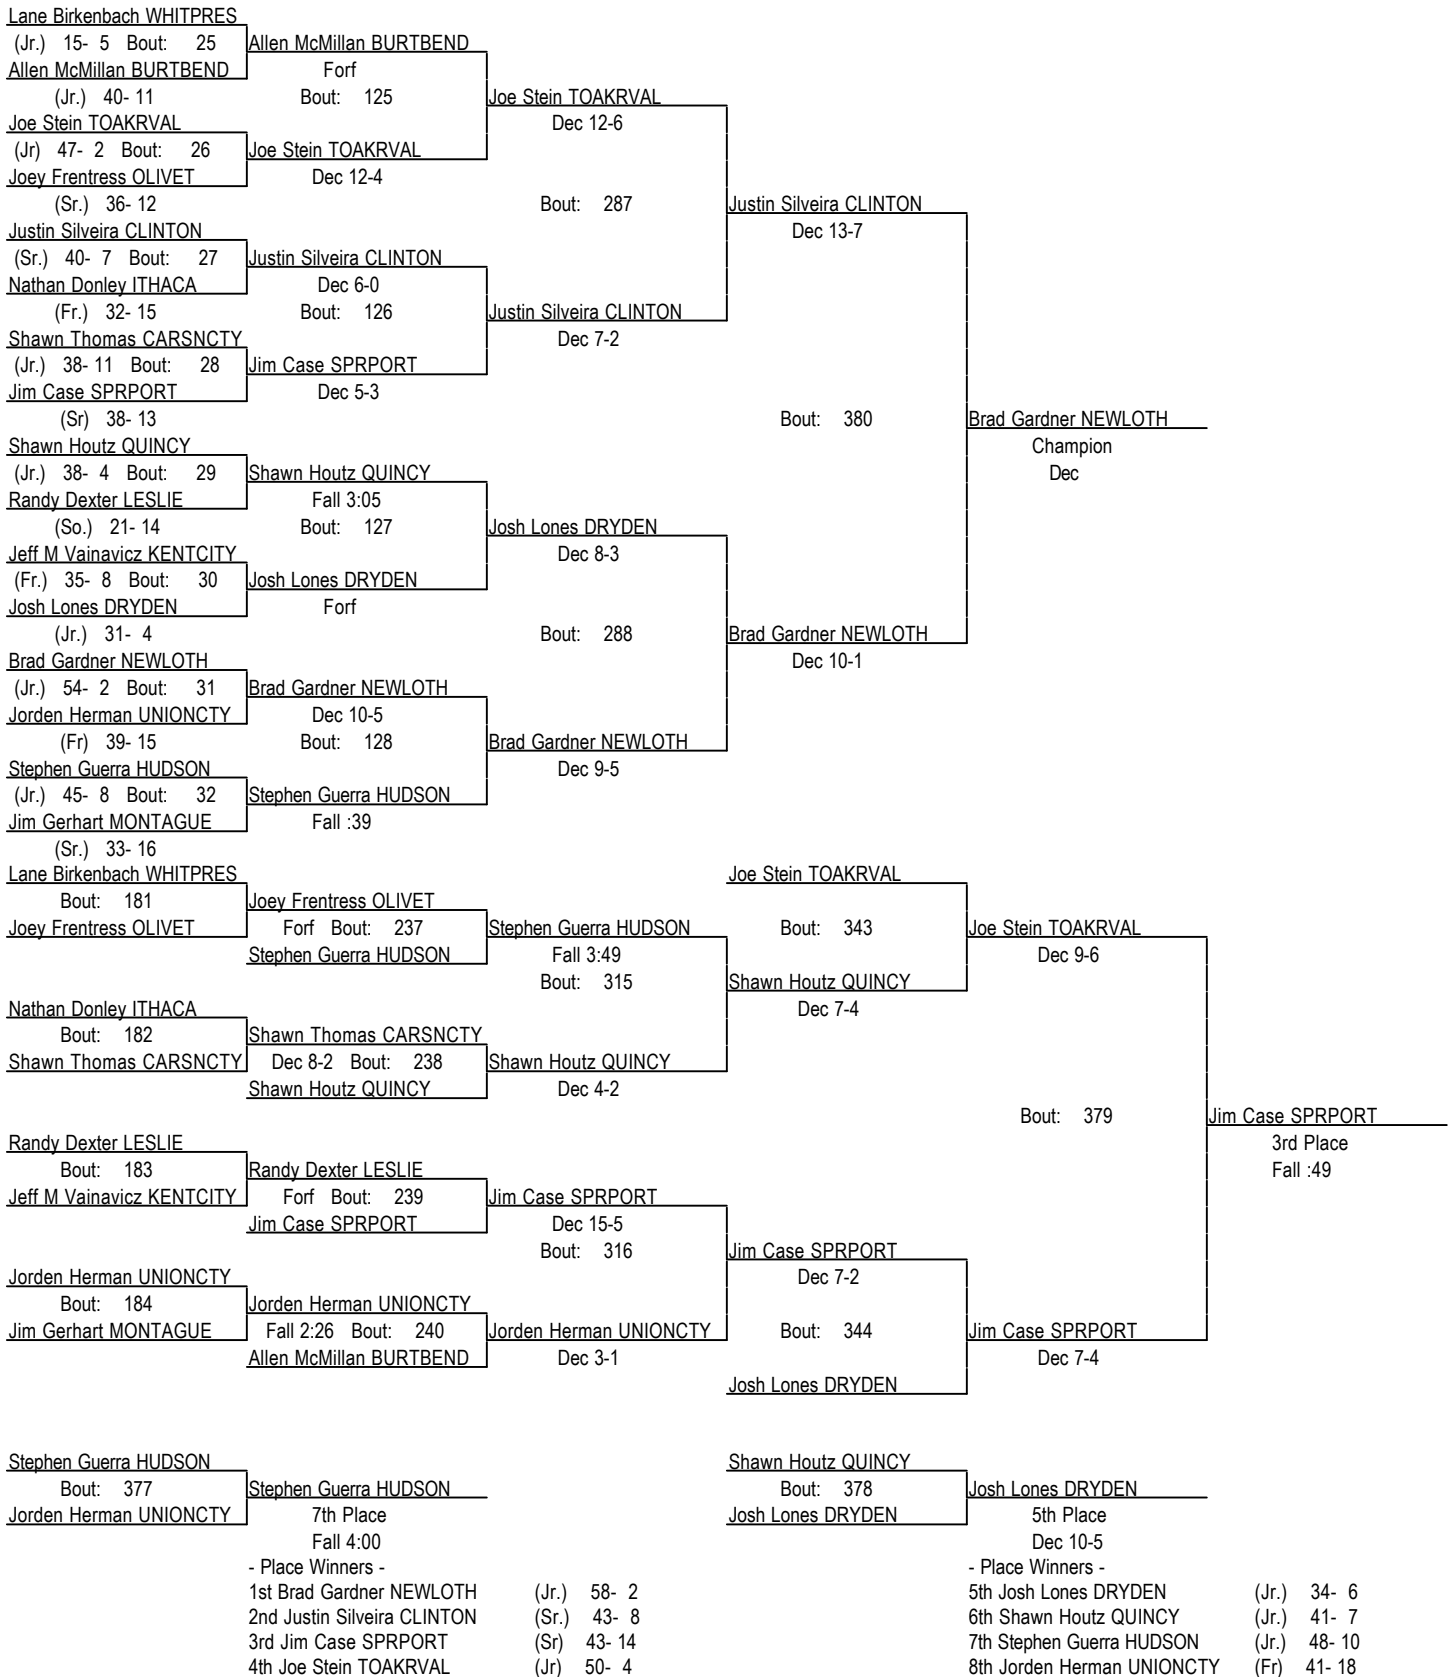 Lane Birkenbach WHITPRES
(Jr.) 15- 5 Bout: 25 Allen McMillan BURTBEND
Allen McMillan BURTBEND Forf
(Jr.) 40- 11 Bout: 125 Joe Stein TOAKRVAL
Joe Stein TOAKRVAL Dec 12-6
(Jr) 47- 2 Bout: 26 Joe Stein TOAKRVAL
Joey Frentress OLIVET Dec 12-4
(Sr.) 36- 12 Bout: 287 Justin Silveira CLINTON
Justin Silveira CLINTON Dec 13-7
(Sr.) 40- 7 Bout: 27 Justin Silveira CLINTON
Nathan Donley ITHACA Dec 6-0
(Fr.) 32- 15 Bout: 126 Justin Silveira CLINTON
Shawn Thomas CARSNCTY Dec 7-2
(Jr.) 38- 11 Bout: 28 Jim Case SPRPORT
Jim Case SPRPORT Dec 5-3
(Sr) 38- 13 Bout: 380 Brad Gardner NEWLOTH
Shawn Houtz QUINCY Champion
(Jr.) 38- 4 Bout: 29 Shawn Houtz QUINCY Dec
Randy Dexter LESLIE Fall 3:05
(So.) 21- 14 Bout: 127 Josh Lones DRYDEN
Jeff M Vainavicz KENTCITY Dec 8-3
(Fr.) 35- 8 Bout: 30 Josh Lones DRYDEN
Josh Lones DRYDEN Forf
(Jr.) 31- 4 Bout: 288 Brad Gardner NEWLOTH
Brad Gardner NEWLOTH Dec 10-1
(Jr.) 54- 2 Bout: 31 Brad Gardner NEWLOTH
Jorden Herman UNIONCTY Dec 10-5
(Fr) 39- 15 Bout: 128 Brad Gardner NEWLOTH
Stephen Guerra HUDSON Dec 9-5
(Jr.) 45- 8 Bout: 32 Stephen Guerra HUDSON
Jim Gerhart MONTAGUE Fall :39
(Sr.) 33- 16
Lane Birkenbach WHITPRES Joe Stein TOAKRVAL
Bout: 181 Joey Frentress OLIVET
Joey Frentress OLIVET Forf Bout: 237 Stephen Guerra HUDSON Bout: 343 Joe Stein TOAKRVAL
Stephen Guerra HUDSON Fall 3:49 Dec 9-6
Bout: 315 Shawn Houtz QUINCY
Nathan Donley ITHACA Dec 7-4
Bout: 182 Shawn Thomas CARSNCTY
Shawn Thomas CARSNCTY Dec 8-2 Bout: 238 Shawn Houtz QUINCY
Shawn Houtz QUINCY Dec 4-2
Bout: 379 Jim Case SPRPORT
Randy Dexter LESLIE 3rd Place
Bout: 183 Randy Dexter LESLIE Fall :49
Jeff M Vainavicz KENTCITY Forf Bout: 239 Jim Case SPRPORT
Jim Case SPRPORT Dec 15-5
Bout: 316 Jim Case SPRPORT
Jorden Herman UNIONCTY Dec 7-2
Bout: 184 Jorden Herman UNIONCTY
Jim Gerhart MONTAGUE Fall 2:26 Bout: 240 Jorden Herman UNIONCTY Bout: 344 Jim Case SPRPORT
Allen McMillan BURTBEND Dec 3-1 Dec 7-4
Josh Lones DRYDEN
Stephen Guerra HUDSON Shawn Houtz QUINCY
Bout: 377 Stephen Guerra HUDSON Bout: 378 Josh Lones DRYDEN
Jorden Herman UNIONCTY 7th Place Josh Lones DRYDEN 5th Place
Fall 4:00 Dec 10-5
- Place Winners - - Place Winners -
1st Brad Gardner NEWLOTH (Jr.) 58- 2 5th Josh Lones DRYDEN (Jr.) 34- 6
2nd Justin Silveira CLINTON (Sr.) 43- 8 6th Shawn Houtz QUINCY (Jr.) 41- 7
3rd Jim Case SPRPORT (Sr) 43- 14 7th Stephen Guerra HUDSON (Jr.) 48- 10
4th Joe Stein TOAKRVAL (Jr) 50- 4 8th Jorden Herman UNIONCTY (Fr) 41- 18